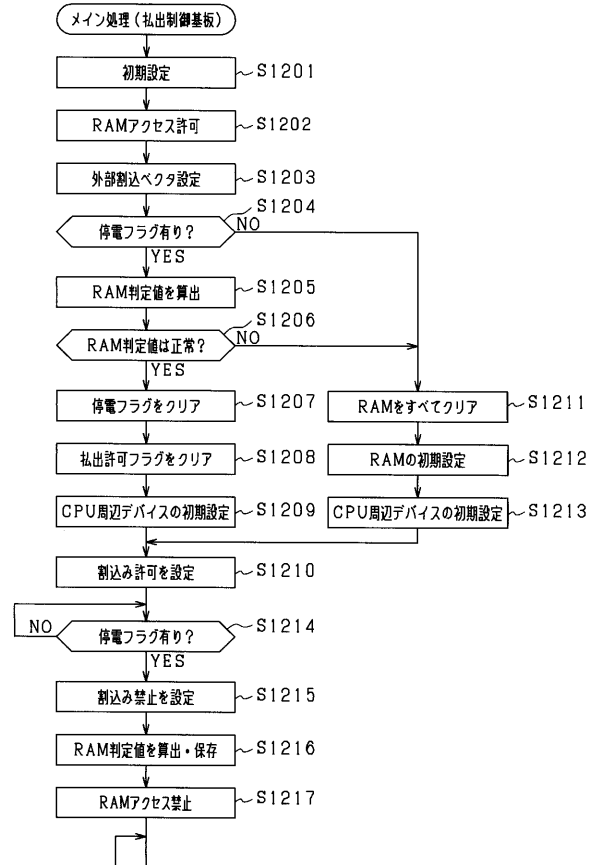 メイン処理(払出制御基板)
初期設定 S1201
RAMアクセス許可 S1202
外部割込ベクタ設定 S1203
S1204
停電フラグ有り? NO
YES
RAM判定値を算出 S1205
S1206
RAM判定値は正常? NO
YES
停電フラグをクリア S1207 RAMをすべてクリア S1211
払出許可フラグをクリア S1208 RAMの初期設定 S1212
CPU周辺デバイスの初期設定 S1209 CPU周辺デバイスの初期設定 S1213
割込み許可を設定 S1210
NO 停電フラグ有り? S1214
YES
割込み禁止を設定 S1215
RAM判定値を算出・保存 S1216
RAMアクセス禁止 S1217